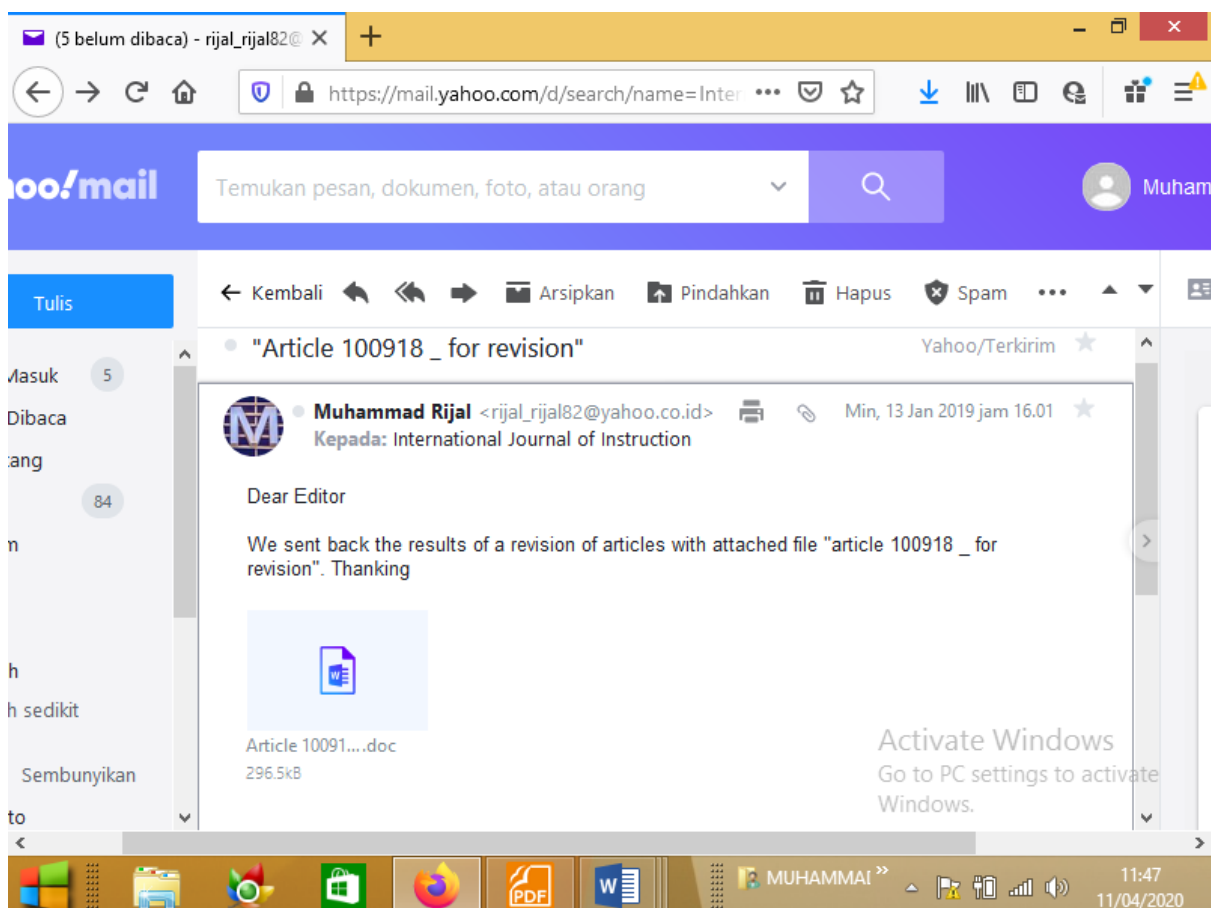 (5 belum dibaca) - rijal_rijal82@
https://mail.yahoo.com/d/search/name=Inter
oo!mail
Temukan pesan, dokumen, foto, atau orang
Muham
Tulis
Kembali Arsipkan Pindahkan Hapus Spam
"Article 100918 _ for revision" Yahoo/Terkirim
Masuk 5
Muhammad Rijal <rijal_rijal82@yahoo.co.id> Min, 13 Jan 2019 jam 16.01
Dibaca
Kepada: International Journal of Instruction
tang
84
Dear Editor
m
We sent back the results of a revision of articles with attached file "article 100918 _ for
revision". Thanking
h
h sedikit
Sembunyikan
to
Article 10091....doc
296.5kB
Activate Windows
Go to PC settings to activate
Windows.
PDF
MUHAMMAI
11:47
11/04/2020